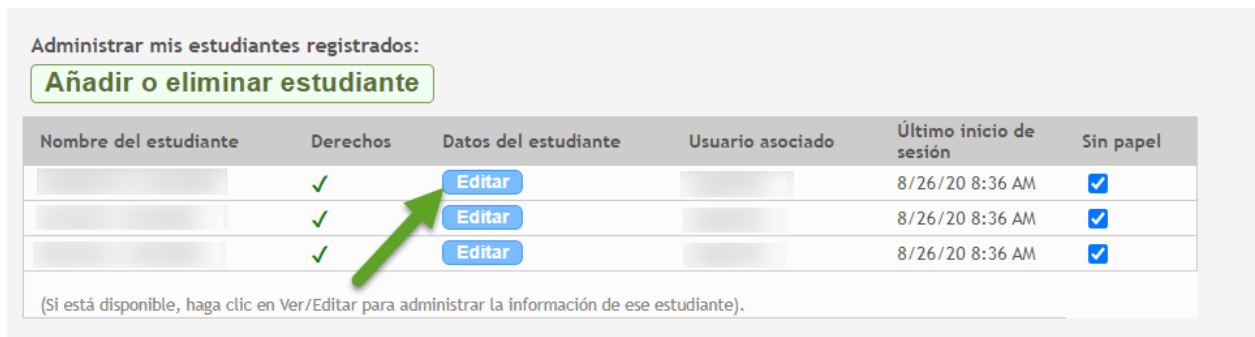 Administrar mis estudiantes registrados:
Añadir o eliminar estudiante
Nombre del estudiante Derechos Datos del estudiante Usuario asociado Último inicio de sesión Sin papel
Editar 8/26/20 8:36 AM
Editar 8/26/20 8:36 AM
Editar 8/26/20 8:36 AM
(Si está disponible, haga clic en Ver/Editar para administrar la información de ese estudiante).